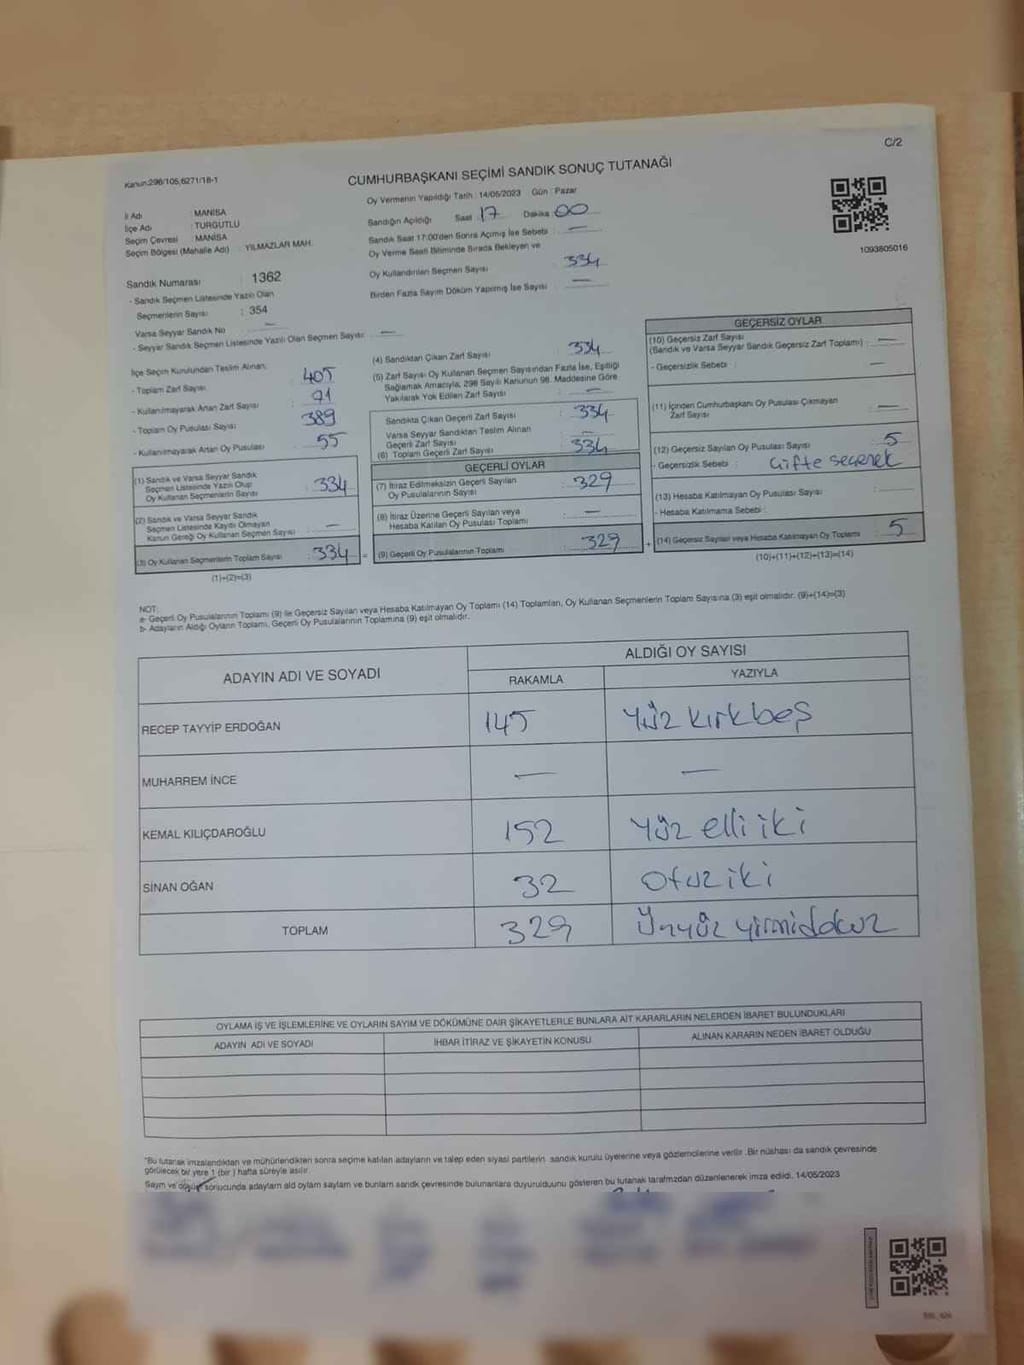 C/2
Kanun:298/105,6271/18-1
CUMHURBAŞKANI SEÇİMİ SANDIK SONUÇ TUTANAĞI
Oy Vermenin Yapıldığı Tarih : 14/05/2023 Gün : Pazar
İl Adı : MANİSA
İlçe Adı : TURGUTLU
Seçim Çevresi : MANİSA
Seçim Bölgesi (Mahalle Adı) : YILMAZLAR MAH.
Sandığın Açıldığı Saat 17 Dakika 00
Sandık Saat 17:00'den Sonra Açılmış İse Sebebi : —
Oy Verme Saati Bitiminde Sırada Bekleyen ve
Oy Kullandırılan Seçmen Sayısı : 334
Birden Fazla Sayım Döküm Yapılmış İse Sayısı : —
1093805016
Sandık Numarası : 1362
- Sandık Seçmen Listesinde Yazılı Olan
Seçmenlerin Sayısı : 354
Varsa Seyyar Sandık No : —
- Seyyar Sandık Seçmen Listesinde Yazılı Olan Seçmen Sayısı: —
İlçe Seçim Kurulundan Teslim Alınan;
- Toplam Zarf Sayısı : 405
- Kullanılmayarak Artan Zarf Sayısı : 91
- Toplam Oy Pusulası Sayısı : 389
- Kullanılmayarak Artan Oy Pusulası : 55
(1) Sandık ve Varsa Seyyar Sandık
Seçmen Listesinde Yazılı Olup
Oy Kullanan Seçmenlerin Sayısı : 334
(2) Sandık ve Varsa Seyyar Sandık
Seçmen Listesinde Kaydı Olmayan
Kanun Gereği Oy Kullanan Seçmen Sayısı : —
(3) Oy Kullanan Seçmenlerin Toplam Sayısı : 334 =
(1)+(2)=(3)
(4) Sandıktan Çıkan Zarf Sayısı : 334
(5) Zarf Sayısı Oy Kullanan Seçmen Sayısından Fazla İse, Eşitliği
Sağlamak Amacıyla, 298 Sayılı Kanunun 98. Maddesine Göre
Yakılarak Yok Edilen Zarf Sayısı : —
Sandıkta Çıkan Geçerli Zarf Sayısı : 334
Varsa Seyyar Sandıktan Teslim Alınan
Geçerli Zarf Sayısı : —
(6) Toplam Geçerli Zarf Sayısı : 334
GEÇERLİ OYLAR
(7) İtiraz Edilmeksizin Geçerli Sayılan
Oy Pusulalarının Sayısı : 329
(8) İtiraz Üzerine Geçerli Sayılan veya
Hesaba Katılan Oy Pusulası Toplamı : —
(9) Geçerli Oy Pusulalarının Toplamı : 329 +
GEÇERSİZ OYLAR
(10) Geçersiz Zarf Sayısı
(Sandık ve Varsa Seyyar Sandık Geçersiz Zarf Toplamı) : —
- Geçersizlik Sebebi : —
(11) İçinden Cumhurbaşkanı Oy Pusulası Çıkmayan
Zarf Sayısı : —
(12) Geçersiz Sayılan Oy Pusulası Sayısı : 5
- Geçersizlik Sebebi : Çifte seçenek
(13) Hesaba Katılmayan Oy Pusulası Sayısı :
- Hesaba Katılmama Sebebi :
(14) Geçersiz Sayılan veya Hesaba Katılmayan Oy Toplamı : 5
(10)+(11)+(12)+(13)=(14)
NOT:
a- Geçerli Oy Pusulalarının Toplamı (9) ile Geçersiz Sayılan veya Hesaba Katılmayan Oy Toplamı (14) Toplamları, Oy Kullanan Seçmenlerin Toplam Sayısına (3) eşit olmalıdır. (9)+(14)=(3)
b- Adayların Aldığı Oyların Toplamı, Geçerli Oy Pusulalarının Toplamına (9) eşit olmalıdır.
ADAYIN ADI VE SOYADI
ALDIĞI OY SAYISI
RAKAMLA YAZIYLA
RECEP TAYYİP ERDOĞAN 145 Yüz kırkbeş
MUHARREM İNCE — —
KEMAL KILIÇDAROĞLU 152 Yüz elli iki
SİNAN OĞAN 32 Otuz iki
TOPLAM 329 Üçyüz yirmidokuz
OYLAMA İŞ VE İŞLEMLERİNE VE OYLARIN SAYIM VE DÖKÜMÜNE DAİR ŞİKAYETLERLE BUNLARA AİT KARARLARIN NELERDEN İBARET BULUNDUKLARI
ADAYIN ADI VE SOYADI İHBAR İTİRAZ VE ŞİKAYETİN KONUSU ALINAN KARARIN NEDEN İBARET OLDUĞU
*Bu tutanak imzalandıktan ve mühürlendikten sonra seçime katılan adayların ve talep eden siyasi partilerin sandık kurulu üyelerine veya gözlemcilerine verilir. Bir nüshası da sandık çevresinde
görülecek bir yere 1 (bir ) hafta süreyle asılır.
Sayım ve döküm sonucunda adayların ald oyların sayların ve bunların sandk çevresinde bulunanlara duyurulduunu gösteren bu tutanak tarafmzdan düzenlenerek imza edildi. 14/05/2023